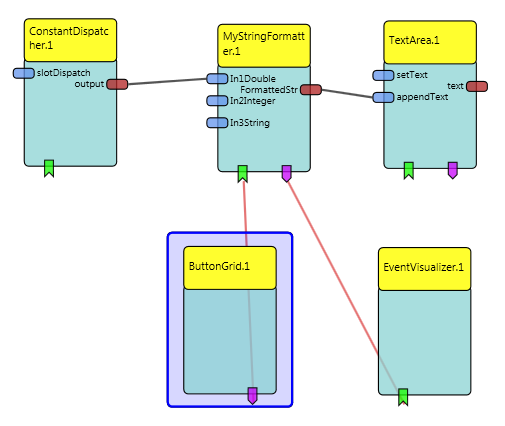 ConstantDispatc
her.1
slotDispatch
output
MyStringFormatt
er.1
In1Double
FormattedStr
In2Integer
In3String
TextArea.1
setText
text
appendText
ButtonGrid.1
EventVisualizer.1